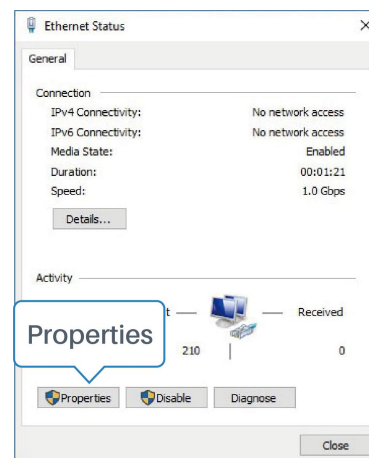 Ethernet Status
General
Connection
IPv4 Connectivity: No network access
IPv6 Connectivity: No network access
Media State: Enabled
Duration: 00:01:21
Speed: 1.0 Gbps
Details...
Activity
Received
Properties
210 | 0
Properties Disable Diagnose
Close